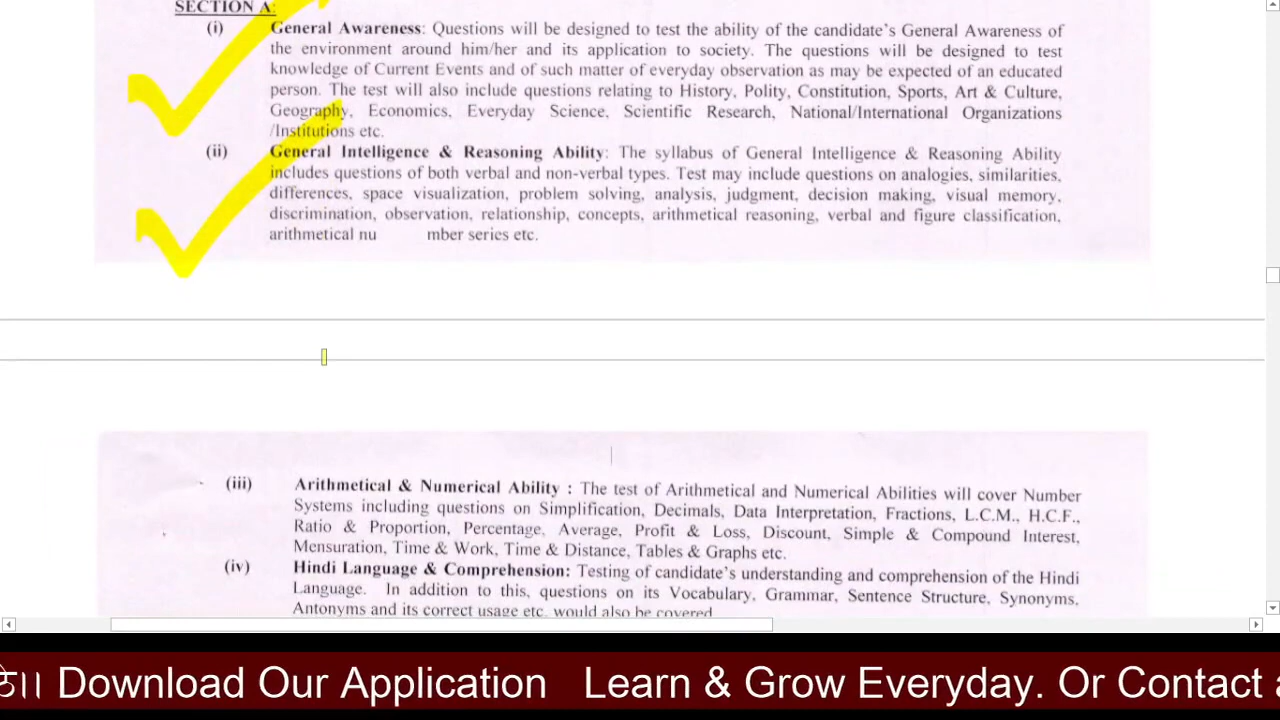 SECTION A:
(i) General Awareness: Questions will be designed to test the ability of the candidate's General Awareness of
the environment around him/her and its application to society. The questions will be designed to test
knowledge of Current Events and of such matter of everyday observation as may be expected of an educated
person. The test will also include questions relating to History, Polity, Constitution, Sports, Art & Culture,
Geography, Economics, Everyday Science, Scientific Research, National/International Organizations
/Institutions etc.
(ii) General Intelligence & Reasoning Ability: The syllabus of General Intelligence & Reasoning Ability
includes questions of both verbal and non-verbal types. Test may include questions on analogies, similarities,
differences, space visualization, problem solving, analysis, judgment, decision making, visual memory,
discrimination, observation, relationship, concepts, arithmetical reasoning, verbal and figure classification,
arithmetical nu mber series etc.
(iii) Arithmetical & Numerical Ability : The test of Arithmetical and Numerical Abilities will cover Number
Systems including questions on Simplification, Decimals, Data Interpretation, Fractions, L.C.M., H.C.F.,
Ratio & Proportion, Percentage, Average, Profit & Loss, Discount, Simple & Compound Interest,
Mensuration, Time & Work, Time & Distance, Tables & Graphs etc.
(iv) Hindi Language & Comprehension: Testing of candidate's understanding and comprehension of the Hindi
Language. In addition to this, questions on its Vocabulary, Grammar, Sentence Structure, Synonyms,
Antonyms and its correct usage etc. would also be covered
।। Download Our Application Learn & Grow Everyday. Or Contact